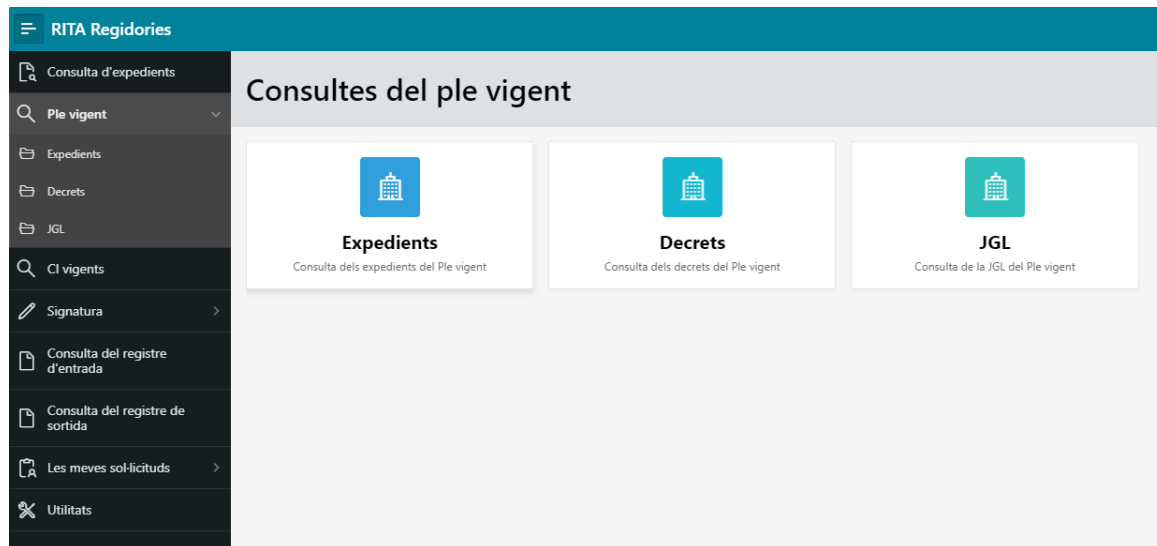 RITA Regidories
Consulta d'expedients
Ple vigent
Expedients
Decrets
JGL
CI vigents
Signatura
Consulta del registre
d'entrada
Consulta del registre de
sortida
Les meves sol·licituds
Utilitats
Consultes del ple vigent
Expedients
Consulta dels expedients del Ple vigent
Decrets
Consulta dels decrets del Ple vigent
JGL
Consulta de la JGL del Ple vigent